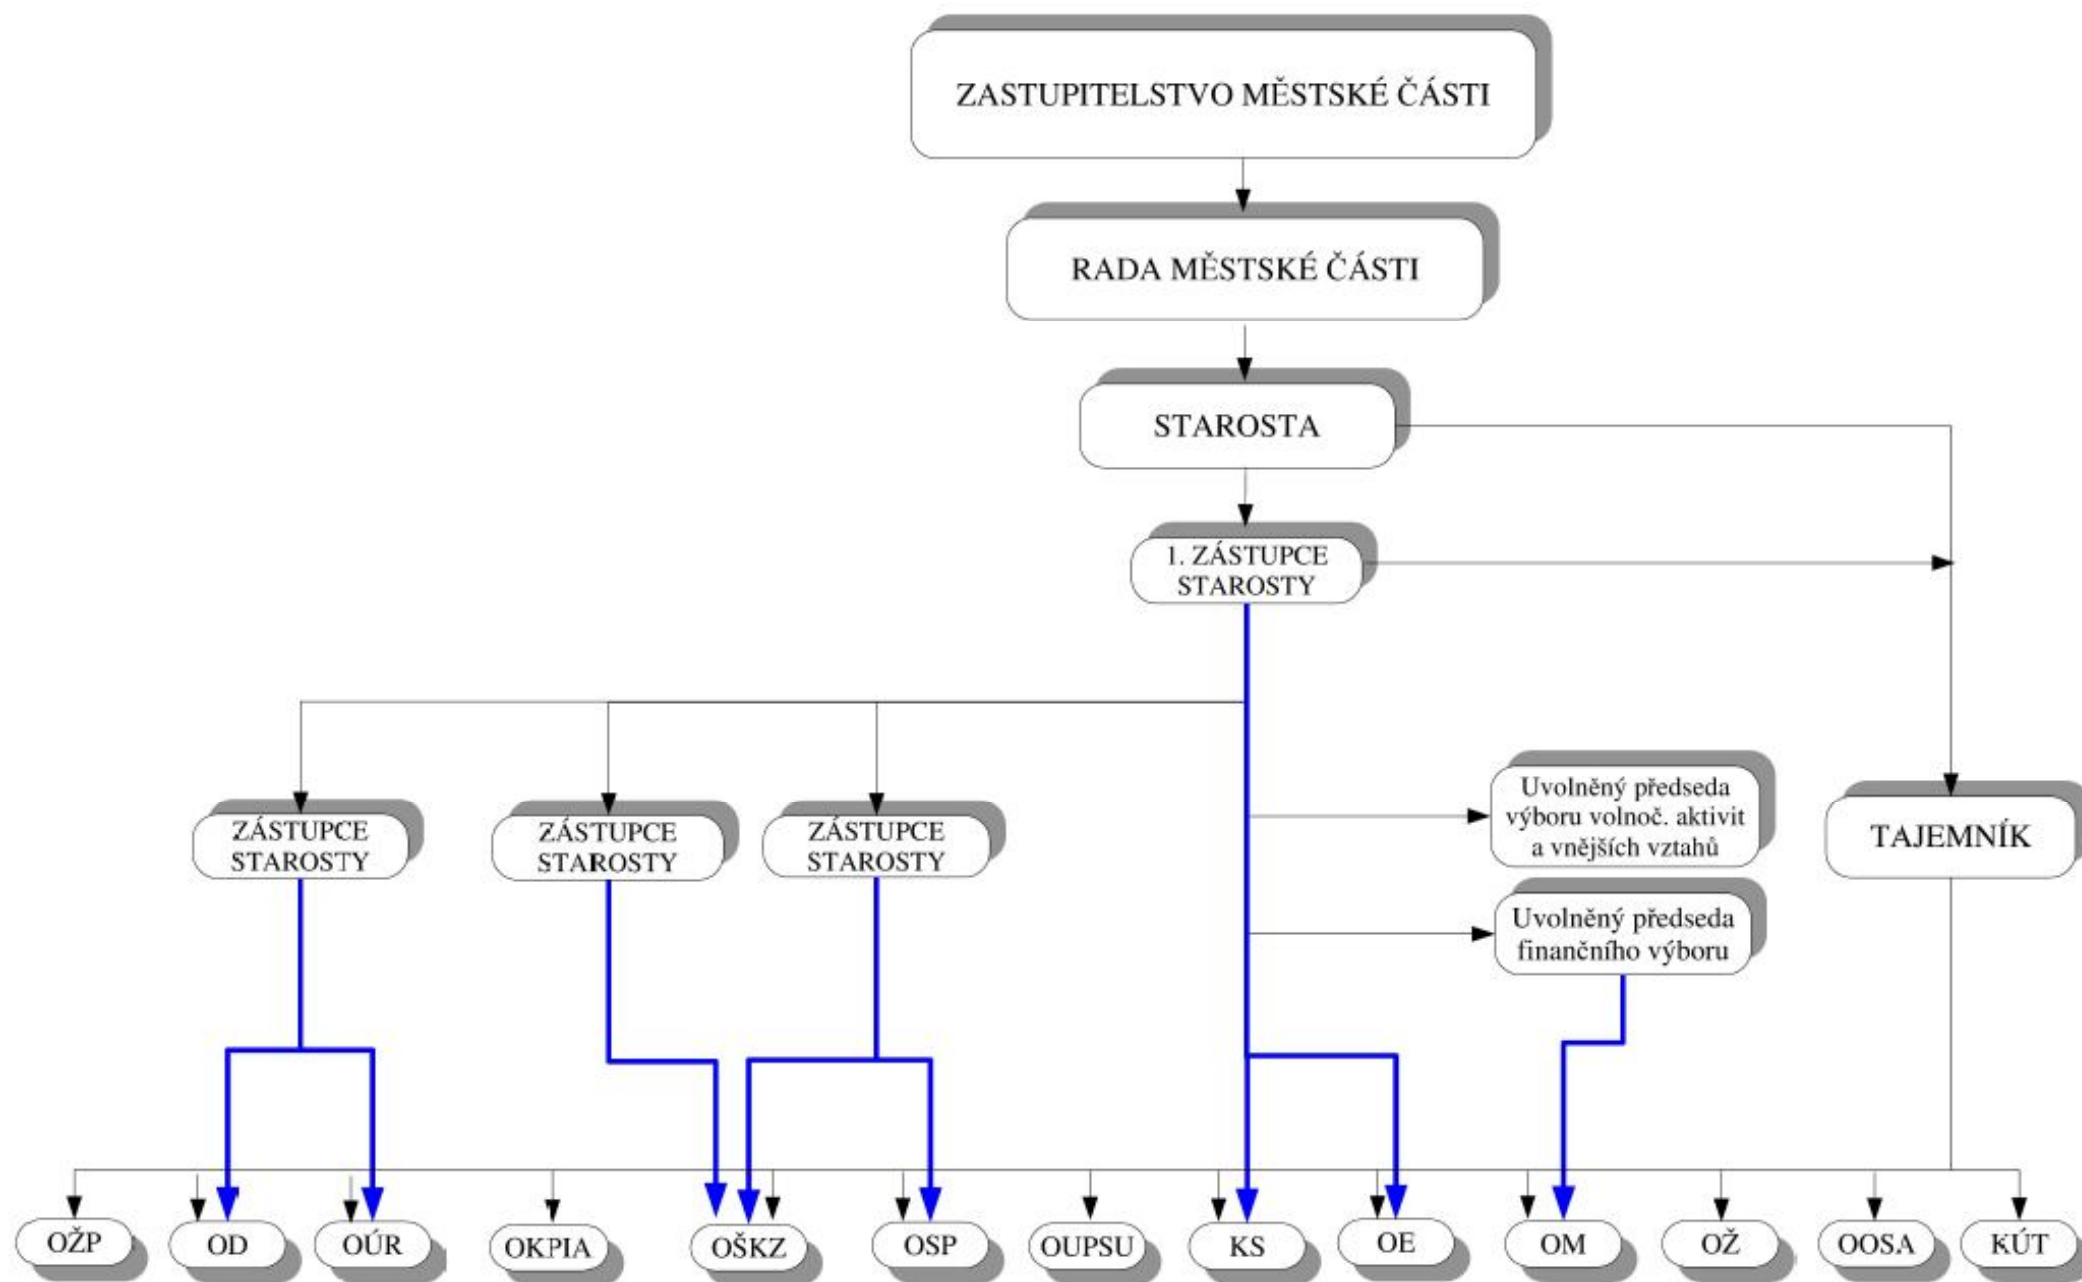 ZASTUPITELSTVO MĚSTSKÉ ČÁSTI
RADA MĚSTSKÉ ČÁSTI
STAROSTA
1. ZÁSTUPCE
STAROSTY
ZÁSTUPCE
STAROSTY
ZÁSTUPCE
STAROSTY
ZÁSTUPCE
STAROSTY
Uvolněný předseda
výboru volnoč. aktivit
a vnějších vztahů
Uvolněný předseda
finančního výboru
TAJEMNÍK
OŽP
OD
OÚR
OKPIA
OŠKZ
OSP
OUPSU
KS
OE
OM
OŽ
OOSA
KÚT